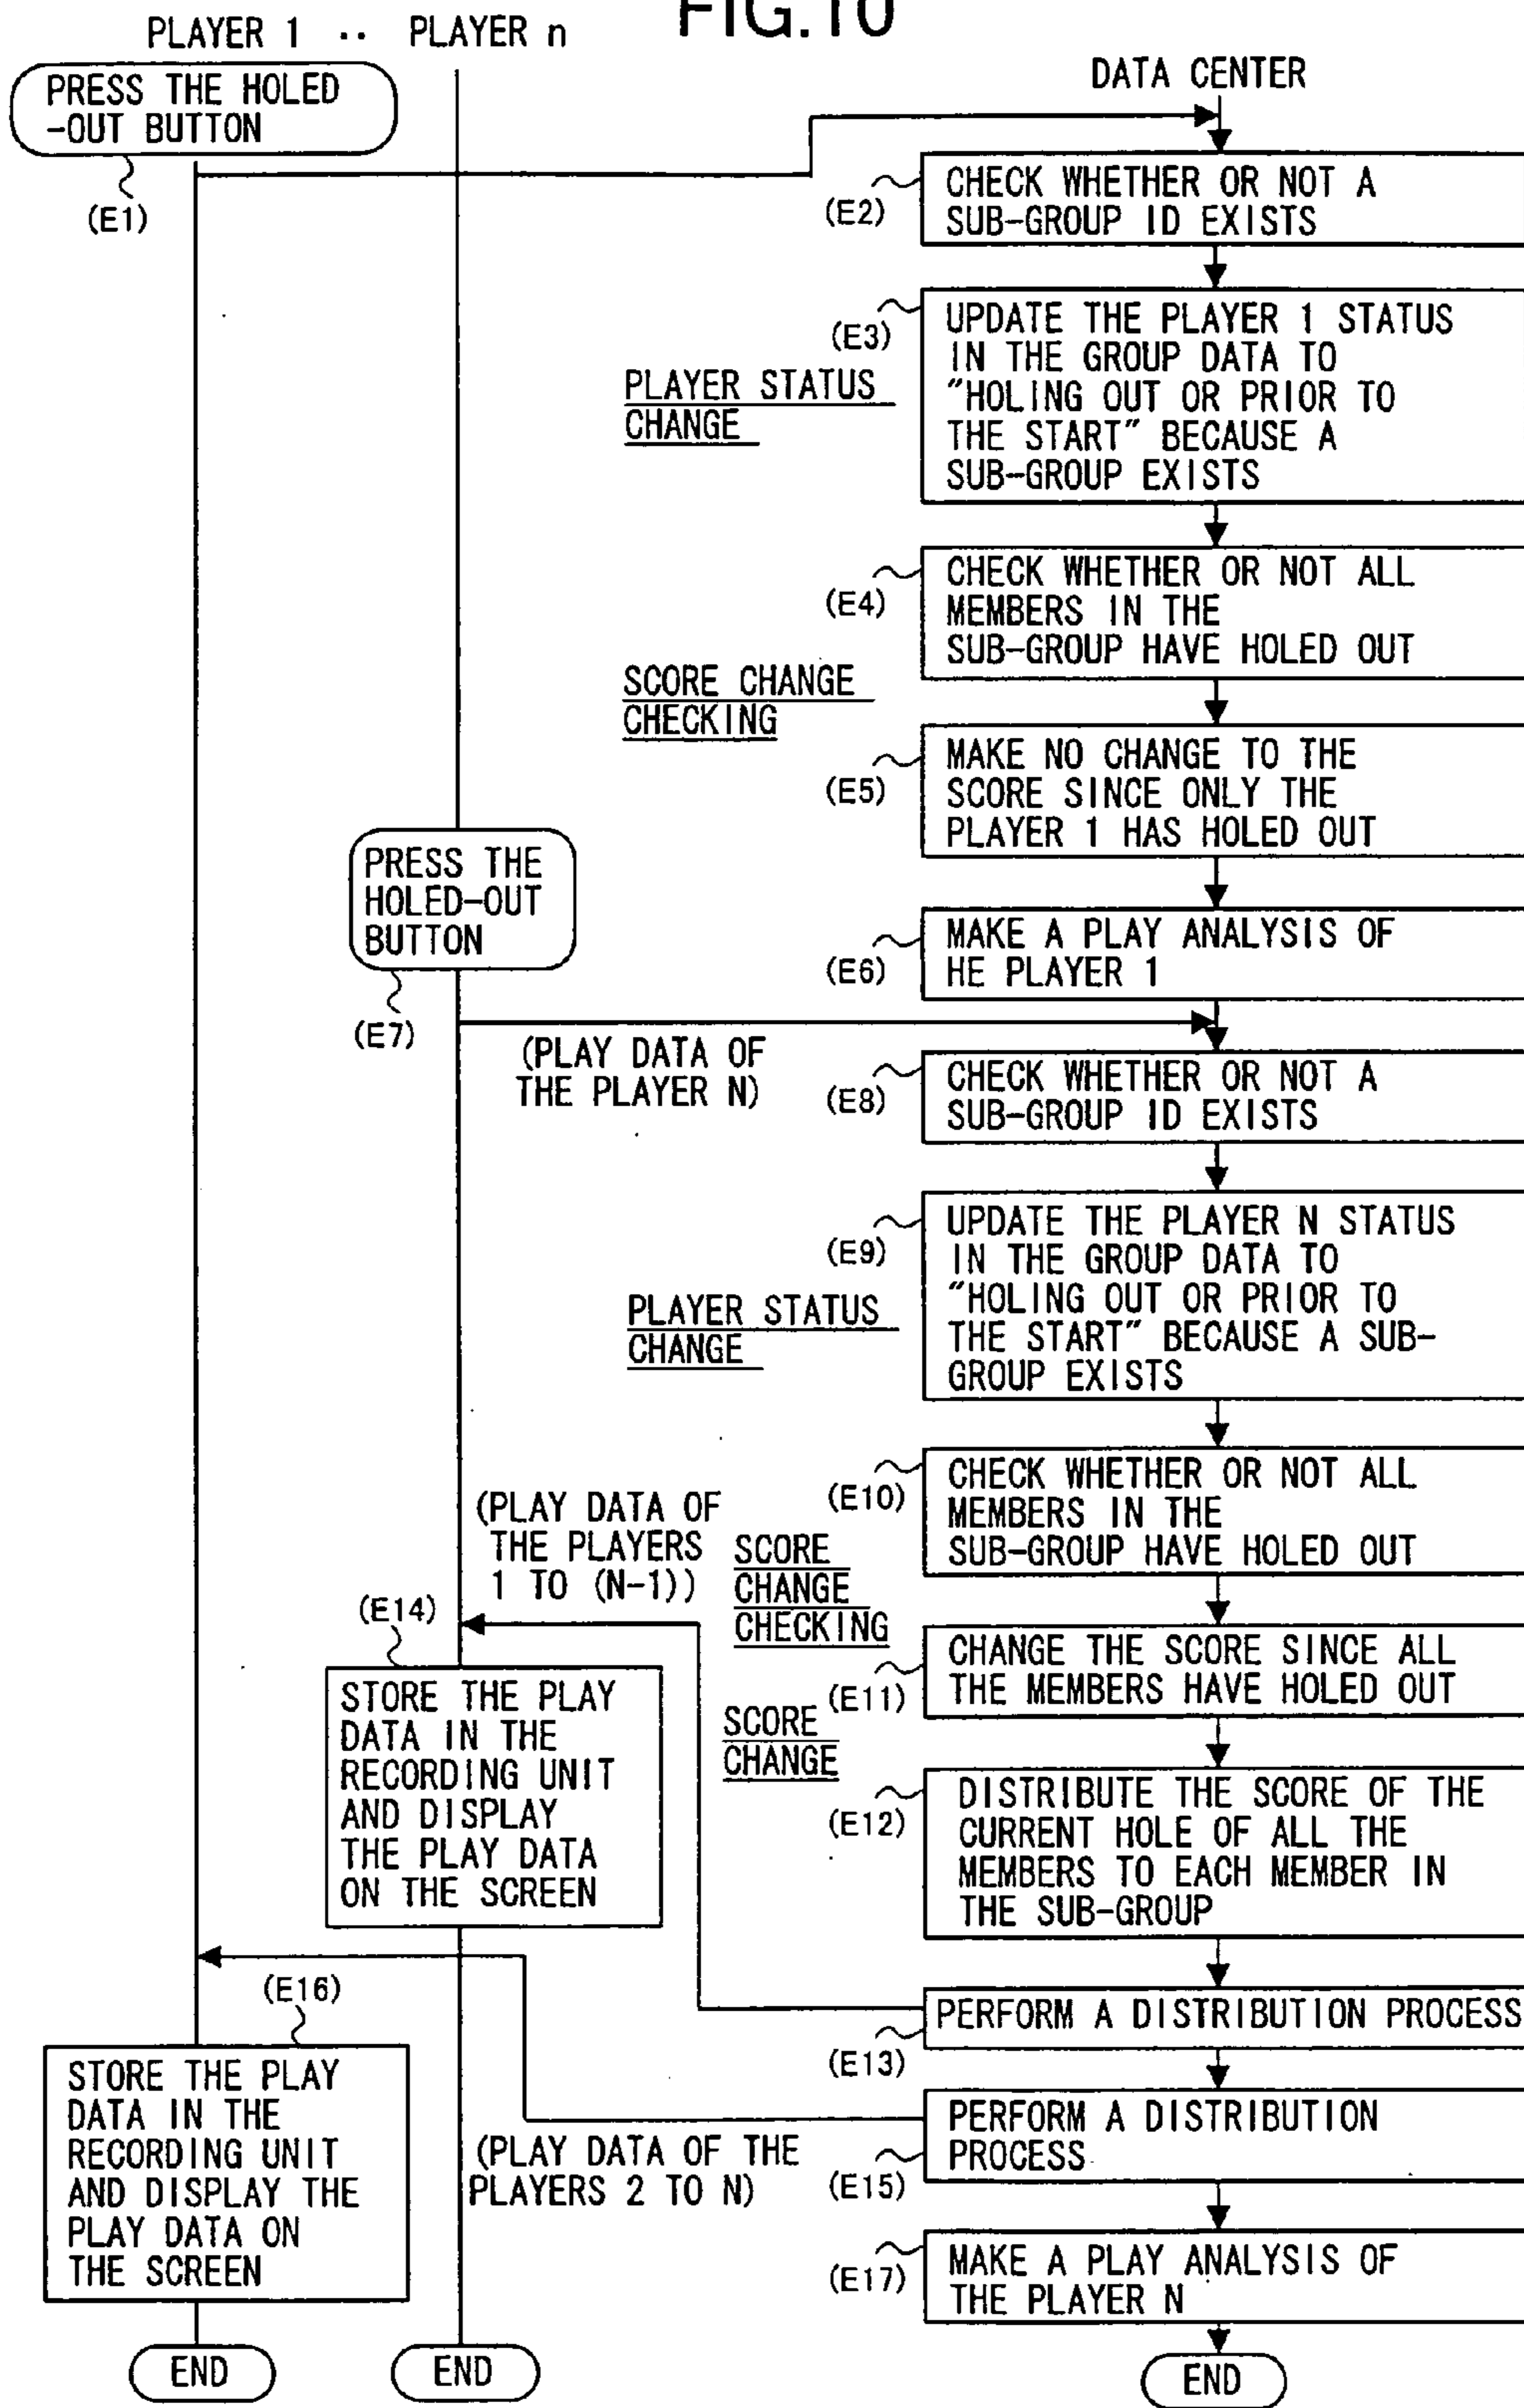 FIG.10
PLAYER 1 ·· PLAYER n
PRESS THE HOLED
-OUT BUTTON
(E1)
DATA CENTER
(E2)
CHECK WHETHER OR NOT A
SUB-GROUP ID EXISTS
(E3)
UPDATE THE PLAYER 1 STATUS
IN THE GROUP DATA TO
"HOLING OUT OR PRIOR TO
THE START" BECAUSE A
SUB-GROUP EXISTS
PLAYER STATUS
CHANGE
(E4)
CHECK WHETHER OR NOT ALL
MEMBERS IN THE
SUB-GROUP HAVE HOLED OUT
SCORE CHANGE
CHECKING
(E5)
MAKE NO CHANGE TO THE
SCORE SINCE ONLY THE
PLAYER 1 HAS HOLED OUT
(E6)
MAKE A PLAY ANALYSIS OF
HE PLAYER 1
PRESS THE
HOLED-OUT
BUTTON
(E7)
(PLAY DATA OF
THE PLAYER N)
(E8)
CHECK WHETHER OR NOT A
SUB-GROUP ID EXISTS
(E9)
UPDATE THE PLAYER N STATUS
IN THE GROUP DATA TO
"HOLING OUT OR PRIOR TO
THE START" BECAUSE A SUB-
GROUP EXISTS
PLAYER STATUS
CHANGE
(E10)
CHECK WHETHER OR NOT ALL
MEMBERS IN THE
SUB-GROUP HAVE HOLED OUT
(PLAY DATA OF
THE PLAYERS
1 TO (N-1))
SCORE
CHANGE
CHECKING
(E11)
CHANGE THE SCORE SINCE ALL
THE MEMBERS HAVE HOLED OUT
SCORE
CHANGE
(E12)
DISTRIBUTE THE SCORE OF THE
CURRENT HOLE OF ALL THE
MEMBERS TO EACH MEMBER IN
THE SUB-GROUP
PERFORM A DISTRIBUTION PROCESS
(E13)
(E14)
STORE THE PLAY
DATA IN THE
RECORDING UNIT
AND DISPLAY
THE PLAY DATA
ON THE SCREEN
PERFORM A DISTRIBUTION
PROCESS
(E15)
(PLAY DATA OF THE
PLAYERS 2 TO N)
(E16)
STORE THE PLAY
DATA IN THE
RECORDING UNIT
AND DISPLAY THE
PLAY DATA ON
THE SCREEN
(E17)
MAKE A PLAY ANALYSIS OF
THE PLAYER N
END
END
END